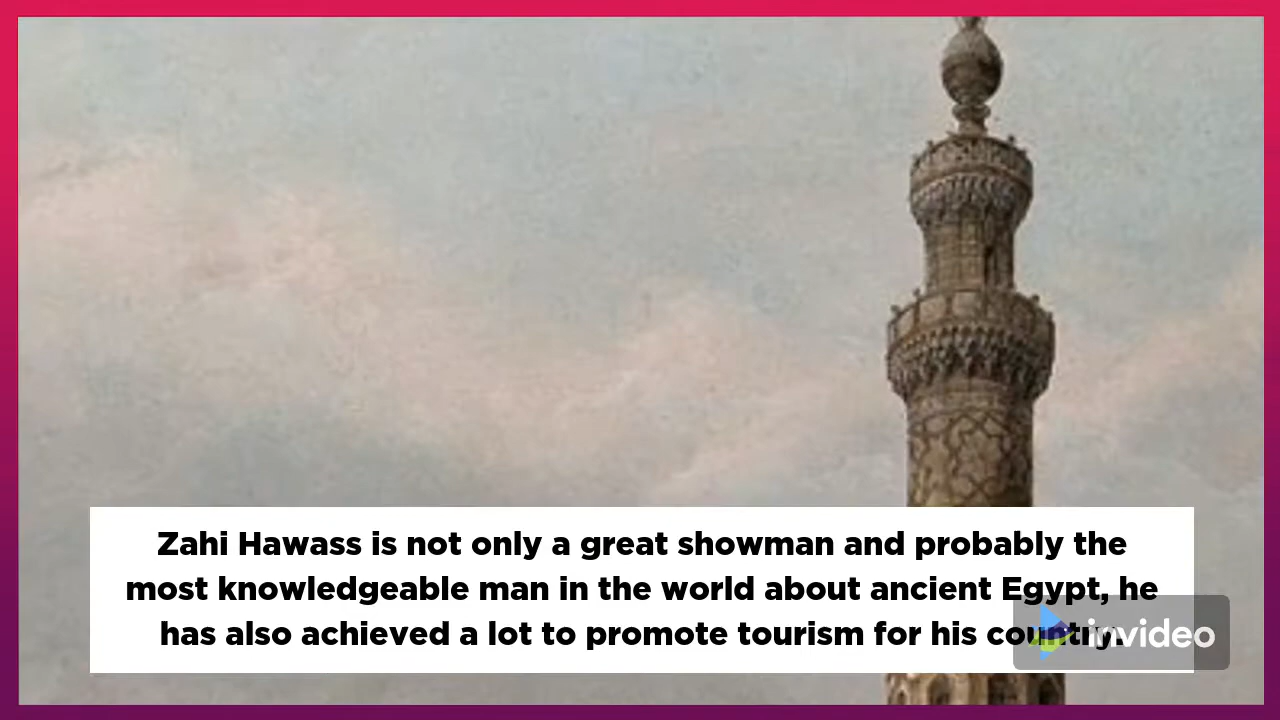 Zahi Hawass is not only a great showman and probably the
most knowledgeable man in the world about ancient Egypt, he
has also achieved a lot to promote tourism for his country.
invideo